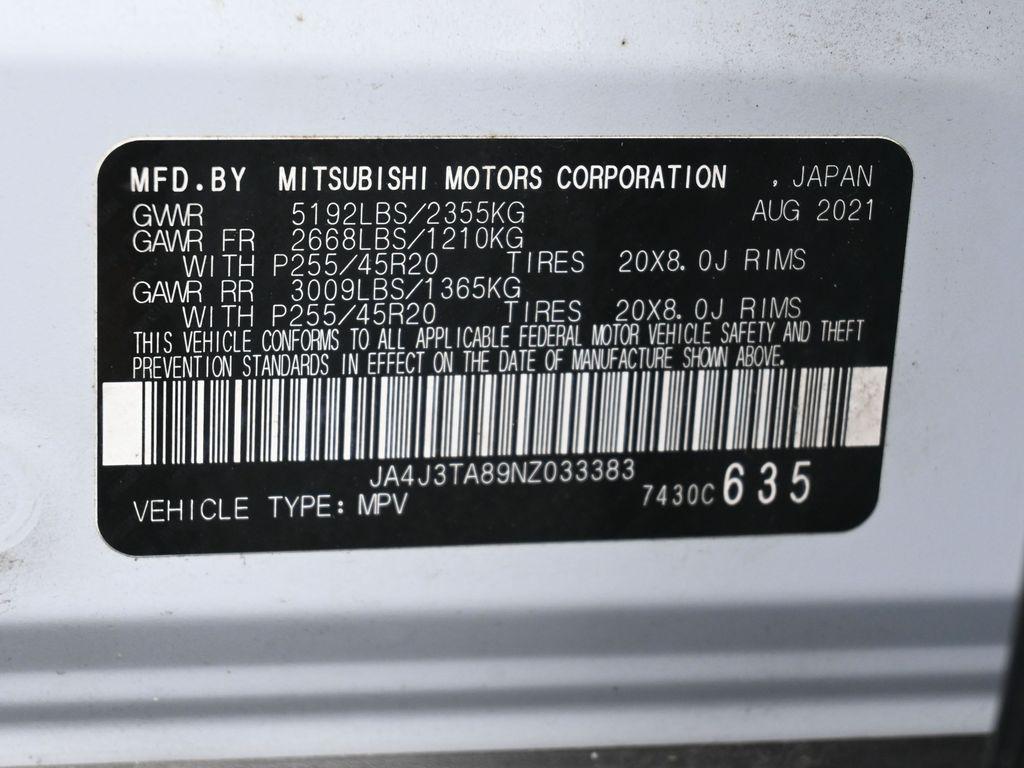 MFD.BY MITSUBISHI MOTORS CORPORATION , JAPAN
GVWR 5192LBS/2355KG AUG 2021
GAWR FR 2668LBS/1210KG
WITH P255/45R20 TIRES 20X8.0J RIMS
GAWR RR 3009LBS/1365KG
WITH P255/45R20 TIRES 20X8.0J RIMS
THIS VEHICLE CONFORMS TO ALL APPLICABLE FEDERAL MOTOR VEHICLE SAFETY AND THEFT
PREVENTION STANDARDS IN EFFECT ON THE DATE OF MANUFACTURE SHOWN ABOVE.
JA4J3TA89NZ033383
VEHICLE TYPE: MPV 7430C 635